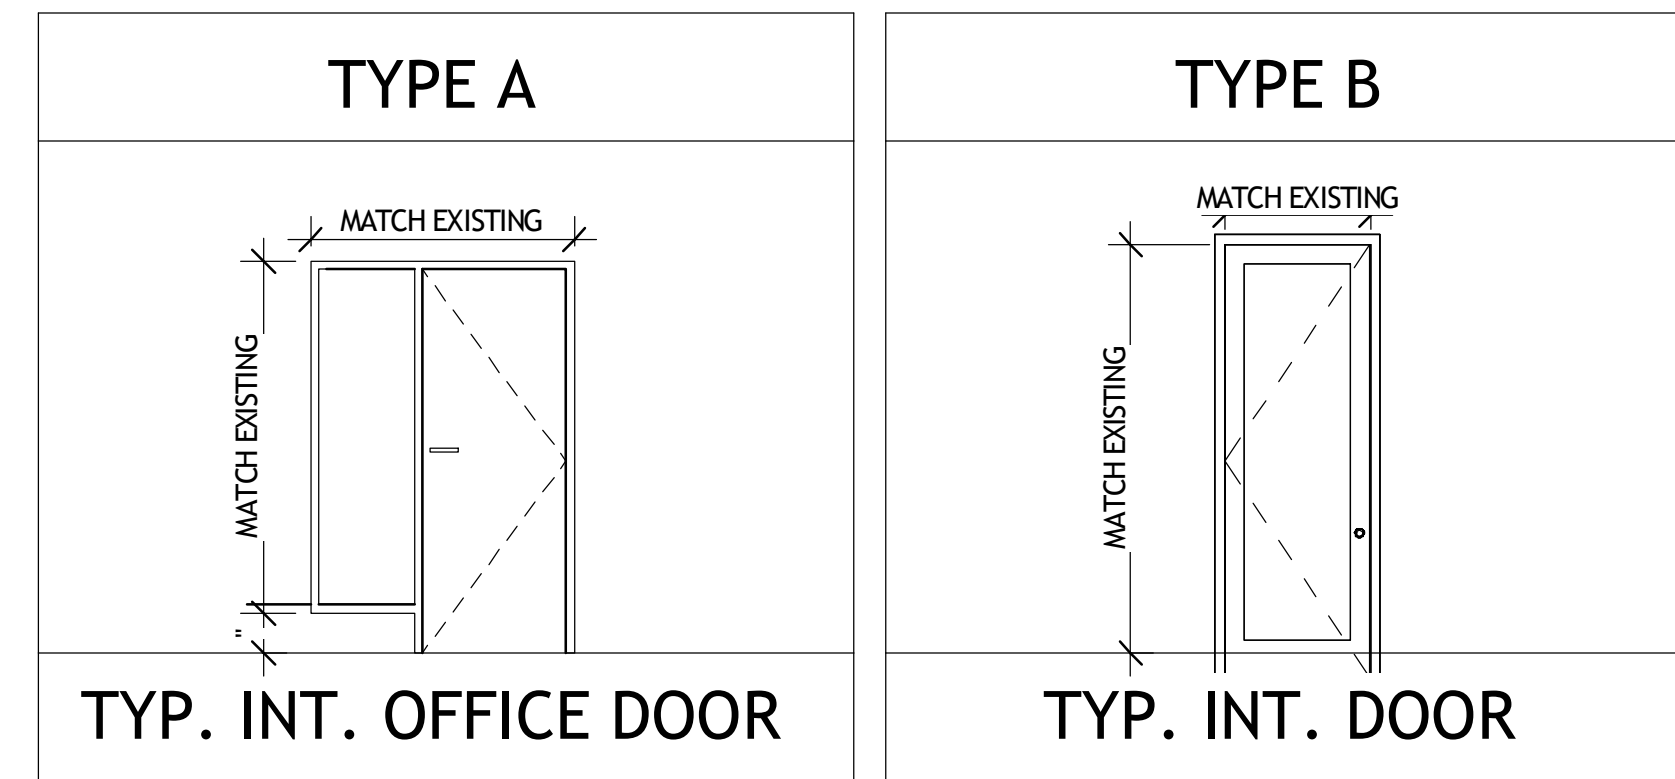 TYPE A
MATCH EXISTING
MATCH EXISTING
"
TYP. INT. OFFICE DOOR
TYPE B
MATCH EXISTING
MATCH EXISTING
TYP. INT. DOOR